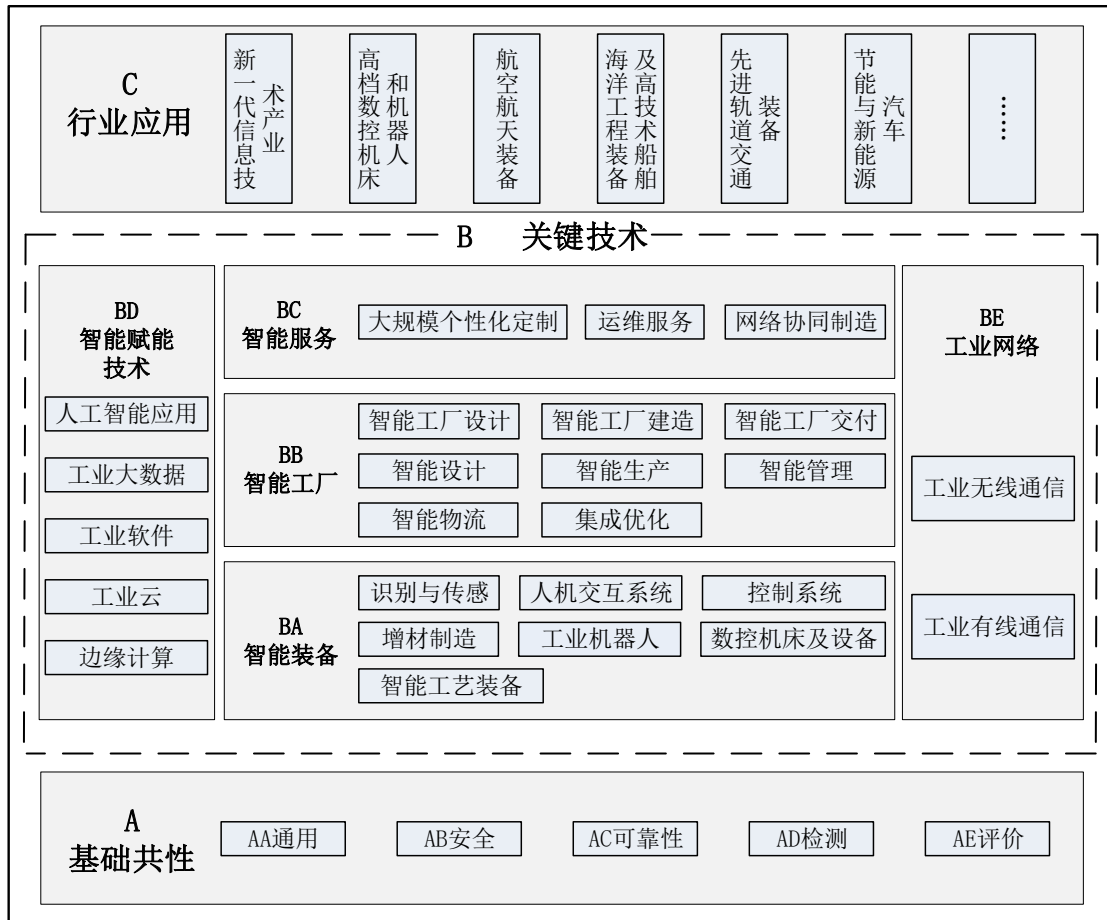 C
行业应用
新一代信息技
术产业
高档数控机床
和机器人
航空航天装备
海洋工程装备
及高技术船舶
先进轨道交通
装备
节能与新能源
汽车
……
B 关键技术
BD
智能赋能
技术
人工智能应用
工业大数据
工业软件
工业云
边缘计算
BC
智能服务
大规模个性化定制
运维服务
网络协同制造
BB
智能工厂
智能工厂设计
智能工厂建造
智能工厂交付
智能设计
智能生产
智能管理
智能物流
集成优化
BA
智能装备
识别与传感
人机交互系统
控制系统
增材制造
工业机器人
数控机床及设备
智能工艺装备
BE
工业网络
工业无线通信
工业有线通信
A
基础共性
AA通用
AB安全
AC可靠性
AD检测
AE评价